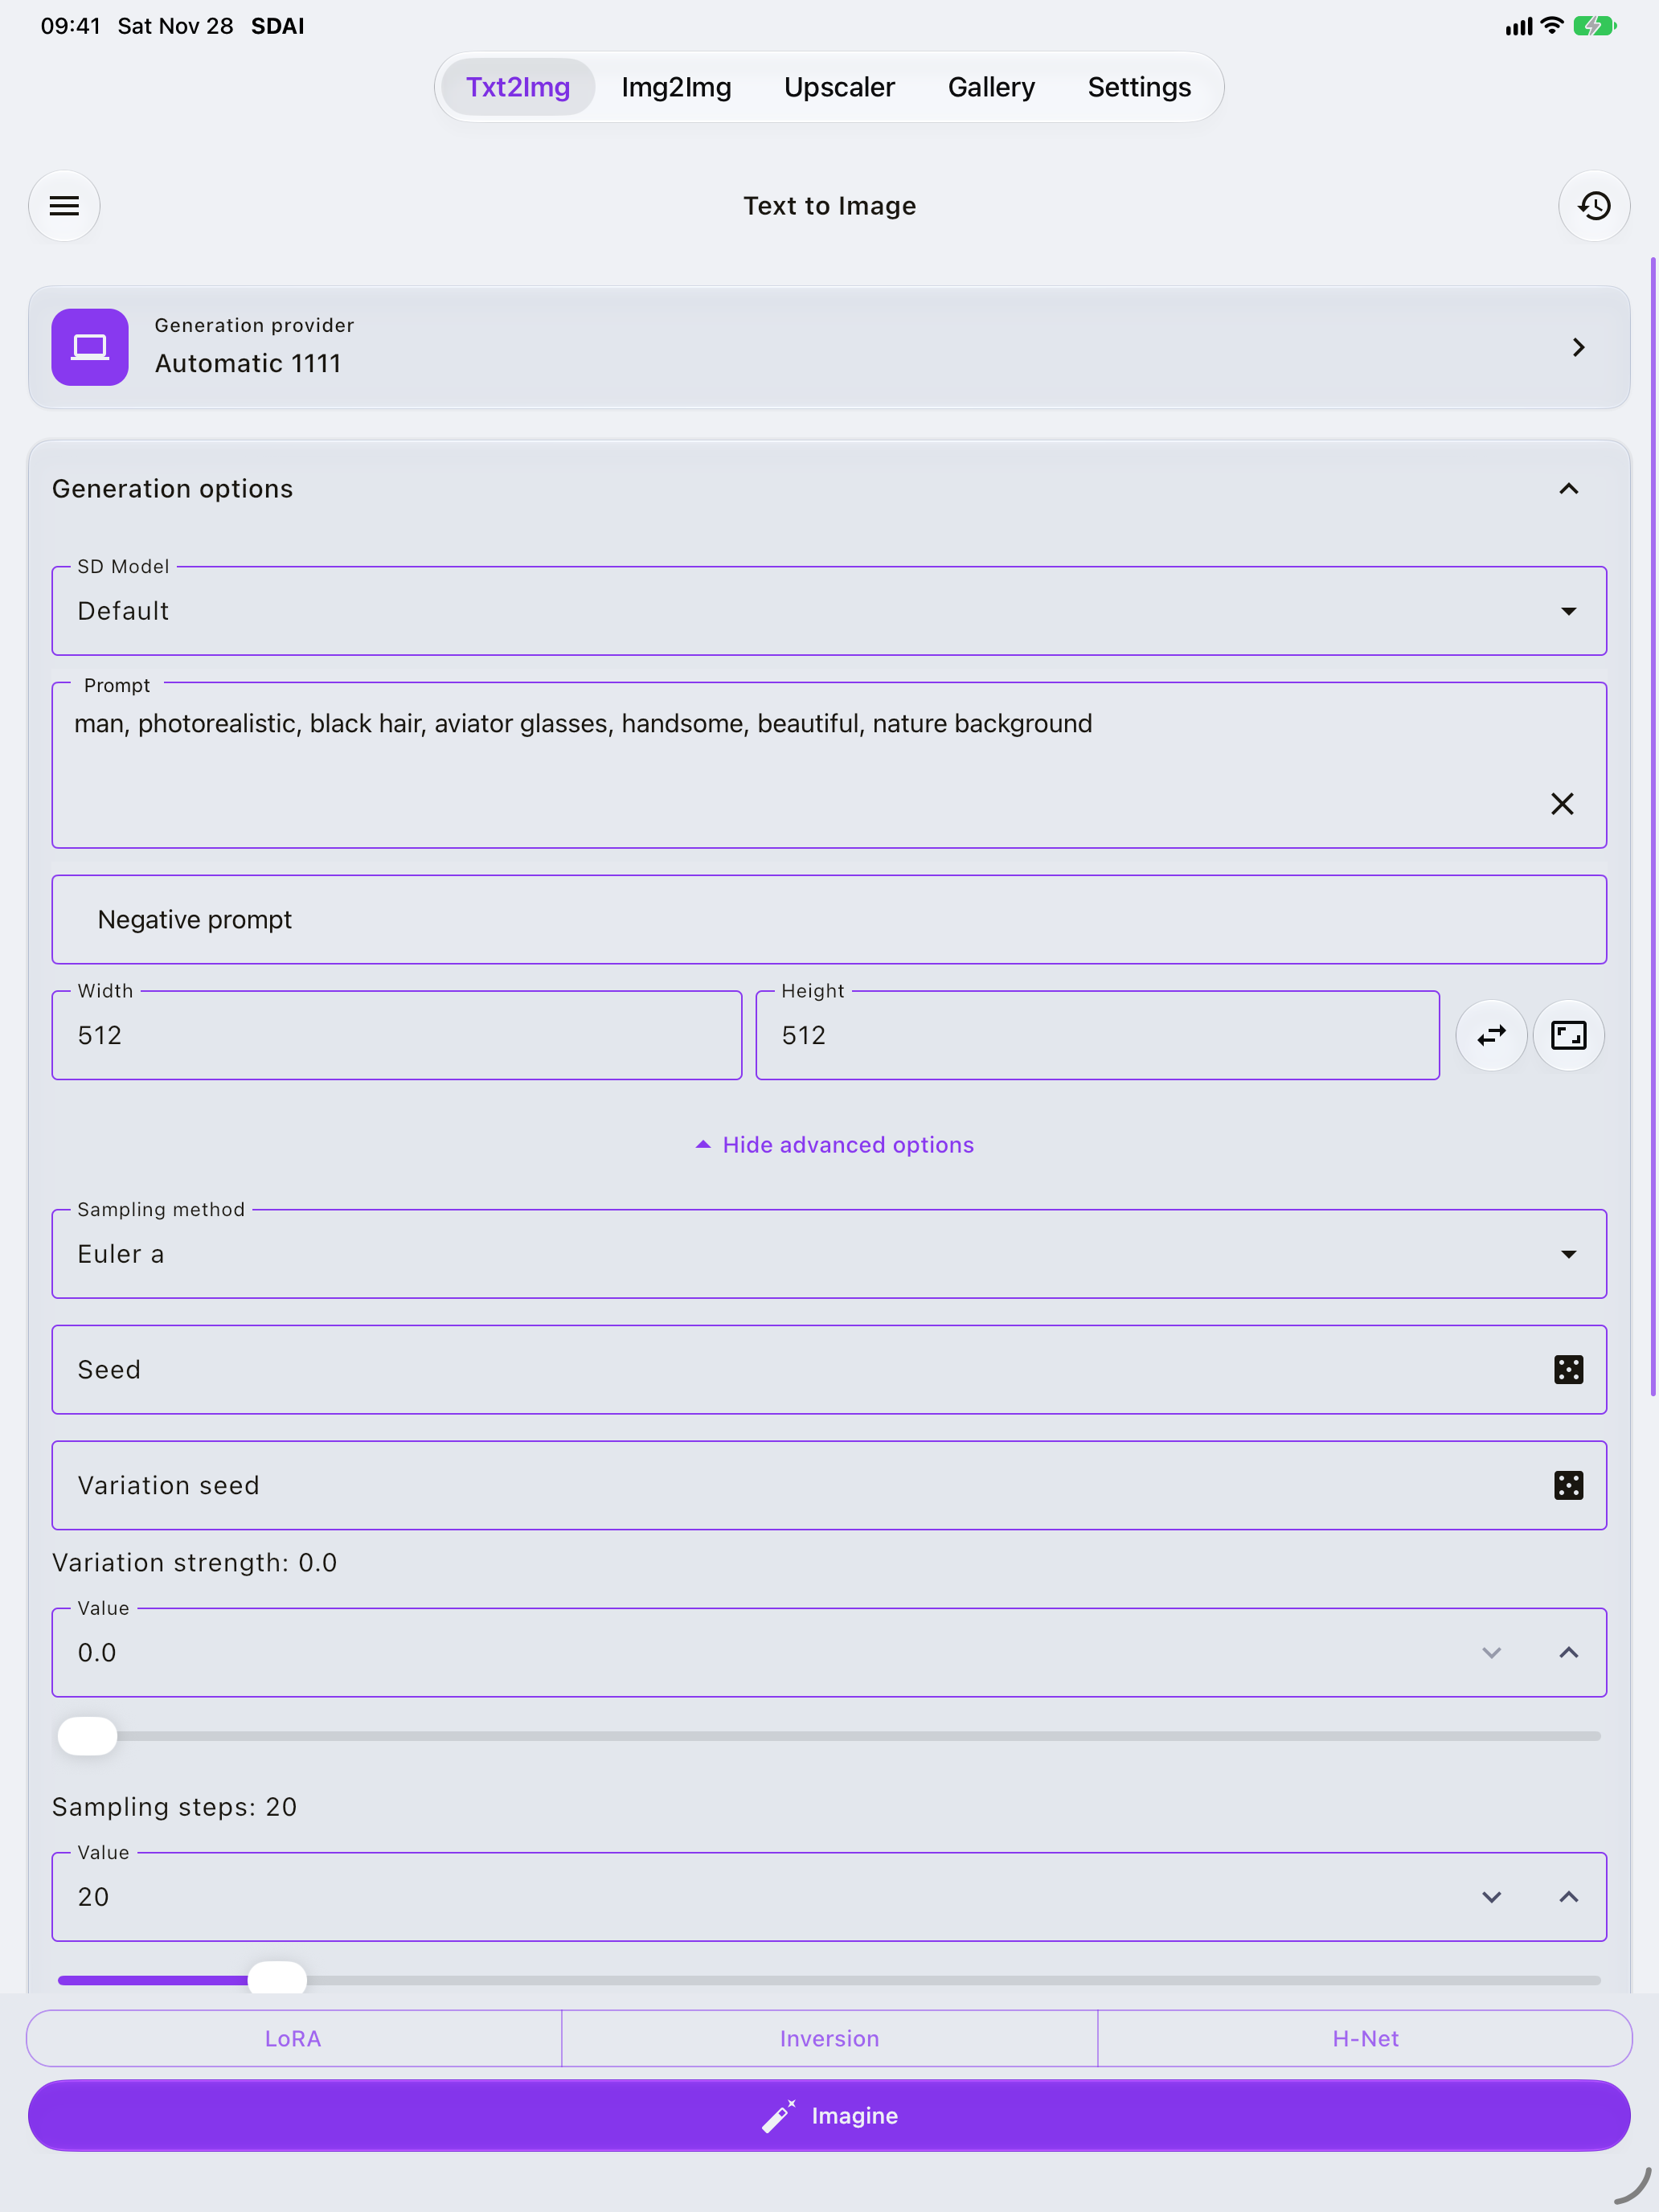 09:41 Sat Nov 28 SDAI
Txt2Img Img2Img Upscaler Gallery Settings
Text to Image
Generation provider
Automatic 1111
Generation options
SD Model
Default
Prompt
man, photorealistic, black hair, aviator glasses, handsome, beautiful, nature background
Negative prompt
Width Height
512 512
Hide advanced options
Sampling method
Euler a
Seed
Variation seed
Variation strength: 0.0
Value
0.0
Sampling steps: 20
Value
20
LoRA Inversion H-Net
Imagine